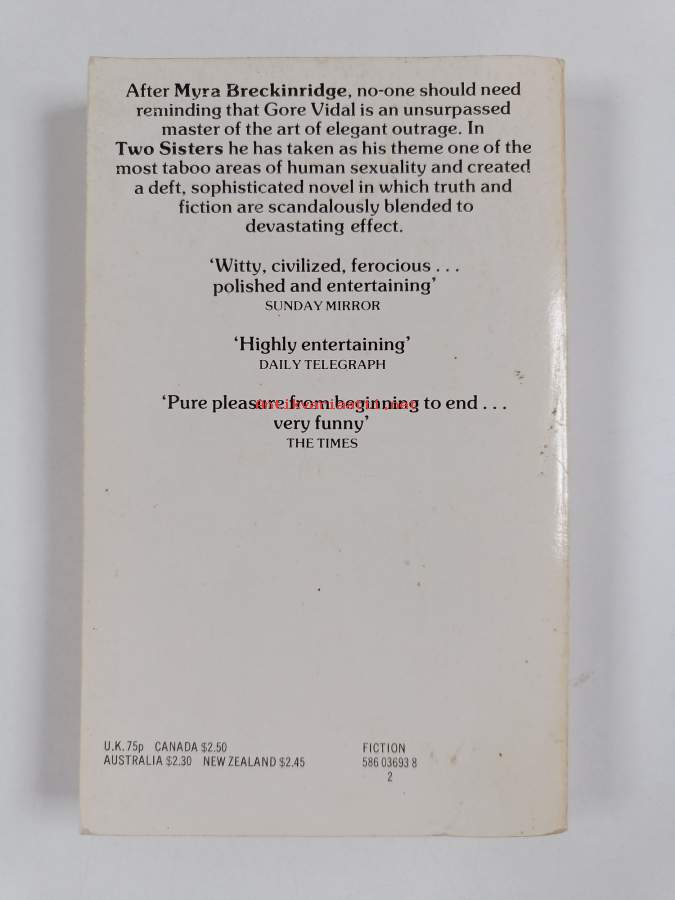 After Myra Breckinridge, no-one should need
reminding that Gore Vidal is an unsurpassed
master of the art of elegant outrage. In
Two Sisters he has taken as his theme one of the
most taboo areas of human sexuality and created
a deft, sophisticated novel in which truth and
fiction are scandalously blended to
devastating effect.
‘Witty, civilized, ferocious . . .
polished and entertaining’
SUNDAY MIRROR
‘Highly entertaining’
DAILY TELEGRAPH
‘Pure pleasure from beginning to end . . .
antikvariaatti.net
very funny’
THE TIMES
U.K. 75p CANADA $2.50
AUSTRALIA $2.30 NEW ZEALAND $2.45
FICTION
586 03693 8
2